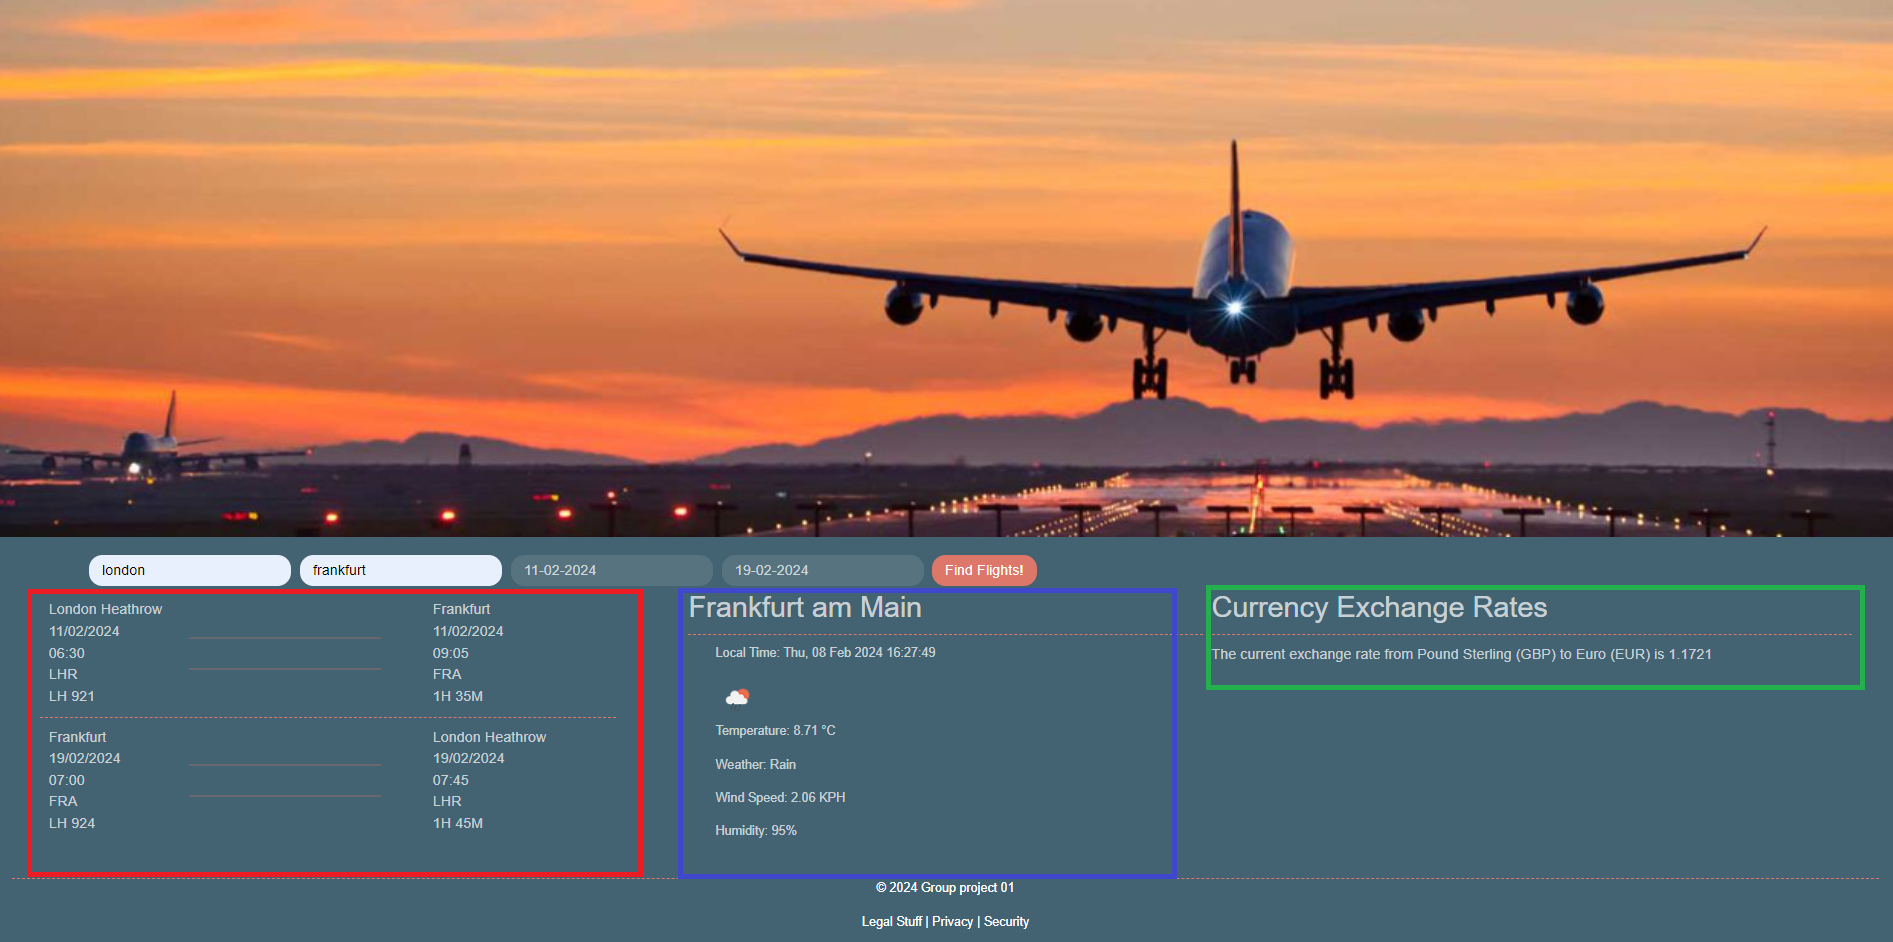 london frankfurt 11-02-2024 19-02-2024 Find Flights!
London Heathrow
11/02/2024
06:30
LHR
LH 921
Frankfurt
11/02/2024
09:05
FRA
1H 35M
Frankfurt
19/02/2024
07:00
FRA
LH 924
London Heathrow
19/02/2024
07:45
LHR
1H 45M
Frankfurt am Main
Local Time: Thu, 08 Feb 2024 16:27:49
Temperature: 8.71 °C
Weather: Rain
Wind Speed: 2.06 KPH
Humidity: 95%
Currency Exchange Rates
The current exchange rate from Pound Sterling (GBP) to Euro (EUR) is 1.1721
© 2024 Group project 01
Legal Stuff | Privacy | Security